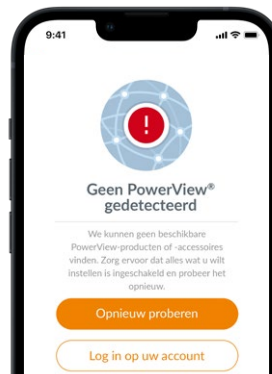 9:41
Geen PowerView®
gedetecteerd
We kunnen geen beschikbare
PowerView-producten of -accessoires
vinden. Zorg ervoor dat alles wat u wilt
instellen is ingeschakeld en probeer het
opnieuw.
Opnieuw proberen
Log in op uw account